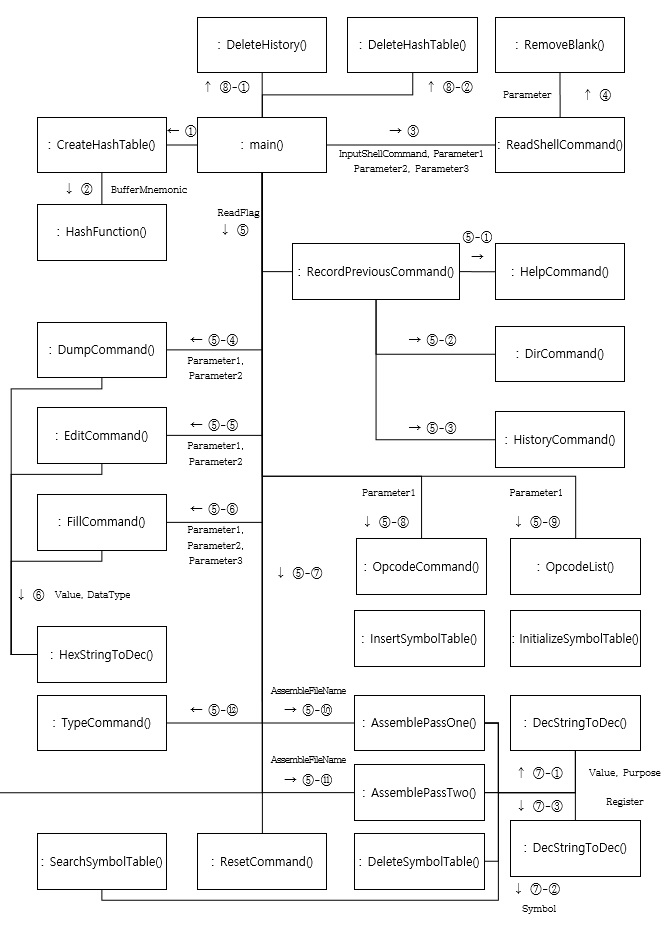 : DeleteHistory()
: DeleteHashTable()
: RemoveBlank()
↑ ⑧-①
↑ ⑧-②
Parameter
↑ ④
: CreateHashTable()
← ①
: main()
→ ③
: ReadShellCommand()
InputShellCommand, Parameter1
Parameter2, Parameter3
↓ ②
BufferMnemonic
: HashFunction()
ReadFlag
↓ ⑤
⑤-①
→
: RecordPreviousCommand()
: HelpCommand()
: DumpCommand()
← ⑤-④
Parameter1,
Parameter2
→ ⑤-②
: DirCommand()
: EditCommand()
← ⑤-⑤
Parameter1,
Parameter2
→ ⑤-③
: HistoryCommand()
: FillCommand()
← ⑤-⑥
Parameter1,
Parameter2,
Parameter3
Parameter1
↓ ⑤-⑧
Parameter1
↓ ⑤-⑨
↓ ⑤-⑦
: OpcodeCommand()
: OpcodeList()
↓ ⑥ Value, DataType
: InsertSymbolTable()
: InitializeSymbolTable()
: HexStringToDec()
AssembleFileName
: TypeCommand()
← ⑤-⑫
→ ⑤-⑩
: AssemblePassOne()
: DecStringToDec()
AssembleFileName
→ ⑤-⑪
: AssemblePassTwo()
↑ ⑦-①
Value, Purpose
↓ ⑦-③
Register
: SearchSymbolTable()
: ResetCommand()
: DeleteSymbolTable()
: DecStringToDec()
↓ ⑦-②
Symbol